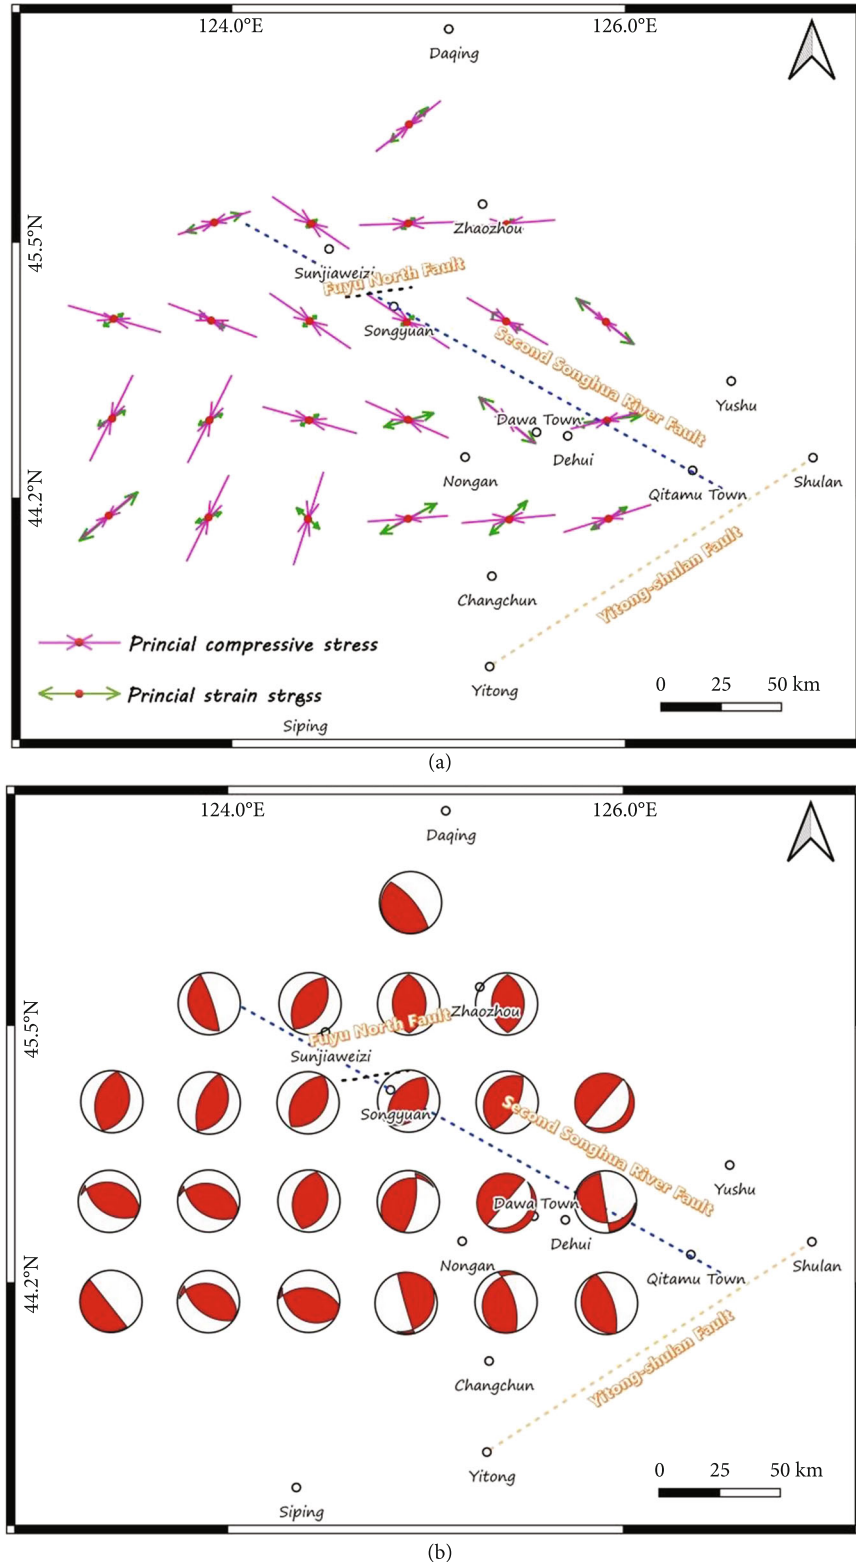 124.0°E
126.0°E
Daqing
45.5°N
Zhaozhou
Sunjiaweizi
Fuyu North Fault
Songyuan
Second Songhua River Fault
Yushu
Dawa Town
Dehui
Nongan
Qitamu Town
Shulan
44.2°N
Changchun
Yitong-shulan Fault
Princial compressive stress
Yitong
0 25 50 km
Princial strain stress
Siping
(a)
124.0°E
126.0°E
Daqing
45.5°N
Zhaozhou
Fuyu North Fault
Sunjiaweizi
Songyuan
Second Songhua River Fault
Yushu
Dawa Town
Dehui
Nongan
Qitamu Town
Shulan
44.2°N
Changchun
Yitong-shulan Fault
Yitong
0 25 50 km
Siping
(b)